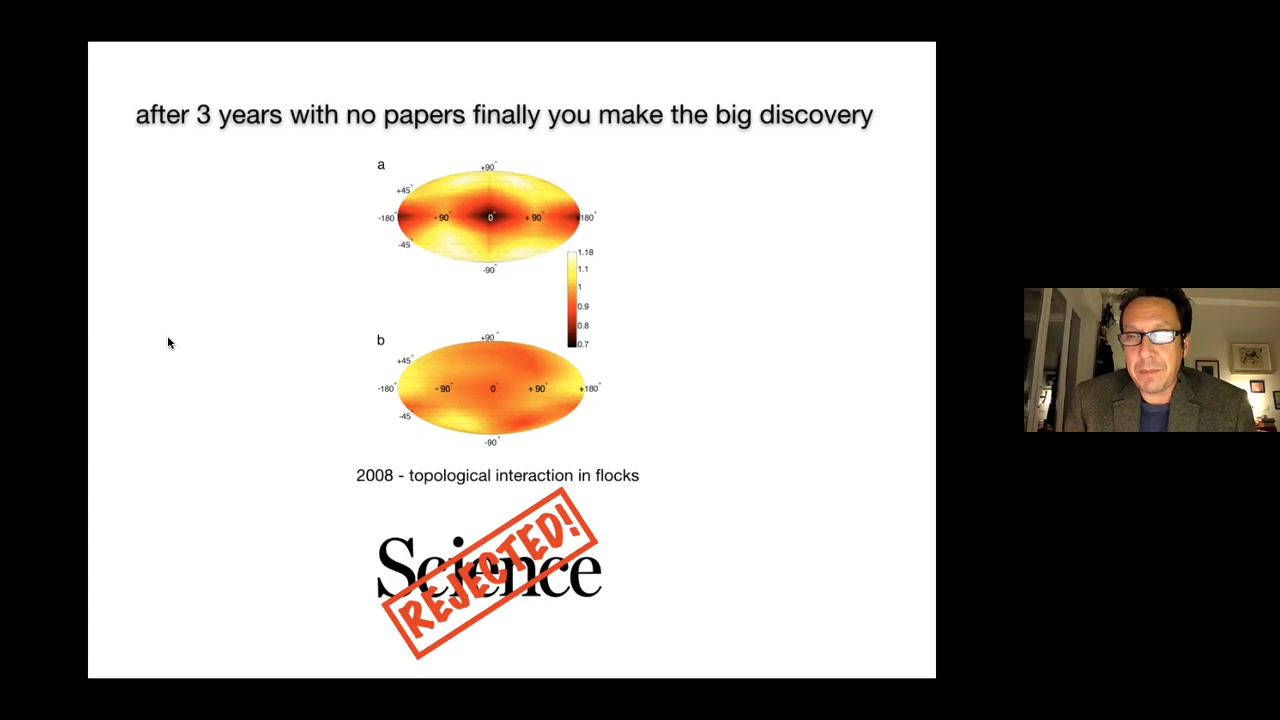 after 3 years with no papers finally you make the big discovery
a
+90°
+45°
-180° - 90° 0° + 90° +180°
-45°
-90°
1.18
1.1
1
0.9
0.8
0.7
b
+90°
+45°
-180° - 90° 0° + 90° +180°
-45°
-90°
2008 - topological interaction in flocks
Science
REJECTED!